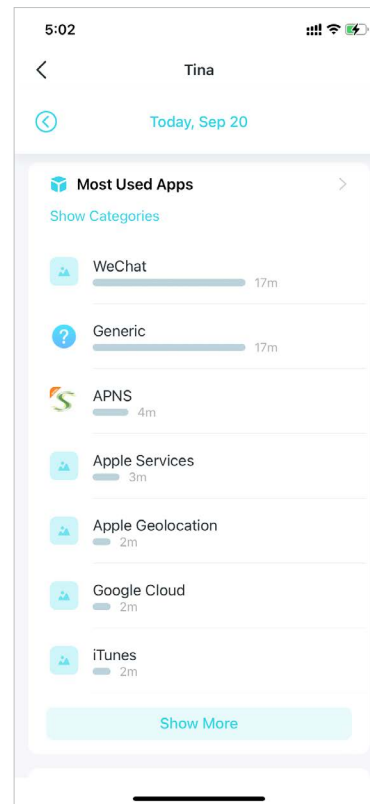 5:02
Tina
Today, Sep 20
Most Used Apps
Show Categories
WeChat
17m
Generic
17m
APNS
4m
Apple Services
3m
Apple Geolocation
2m
Google Cloud
2m
iTunes
2m
Show More